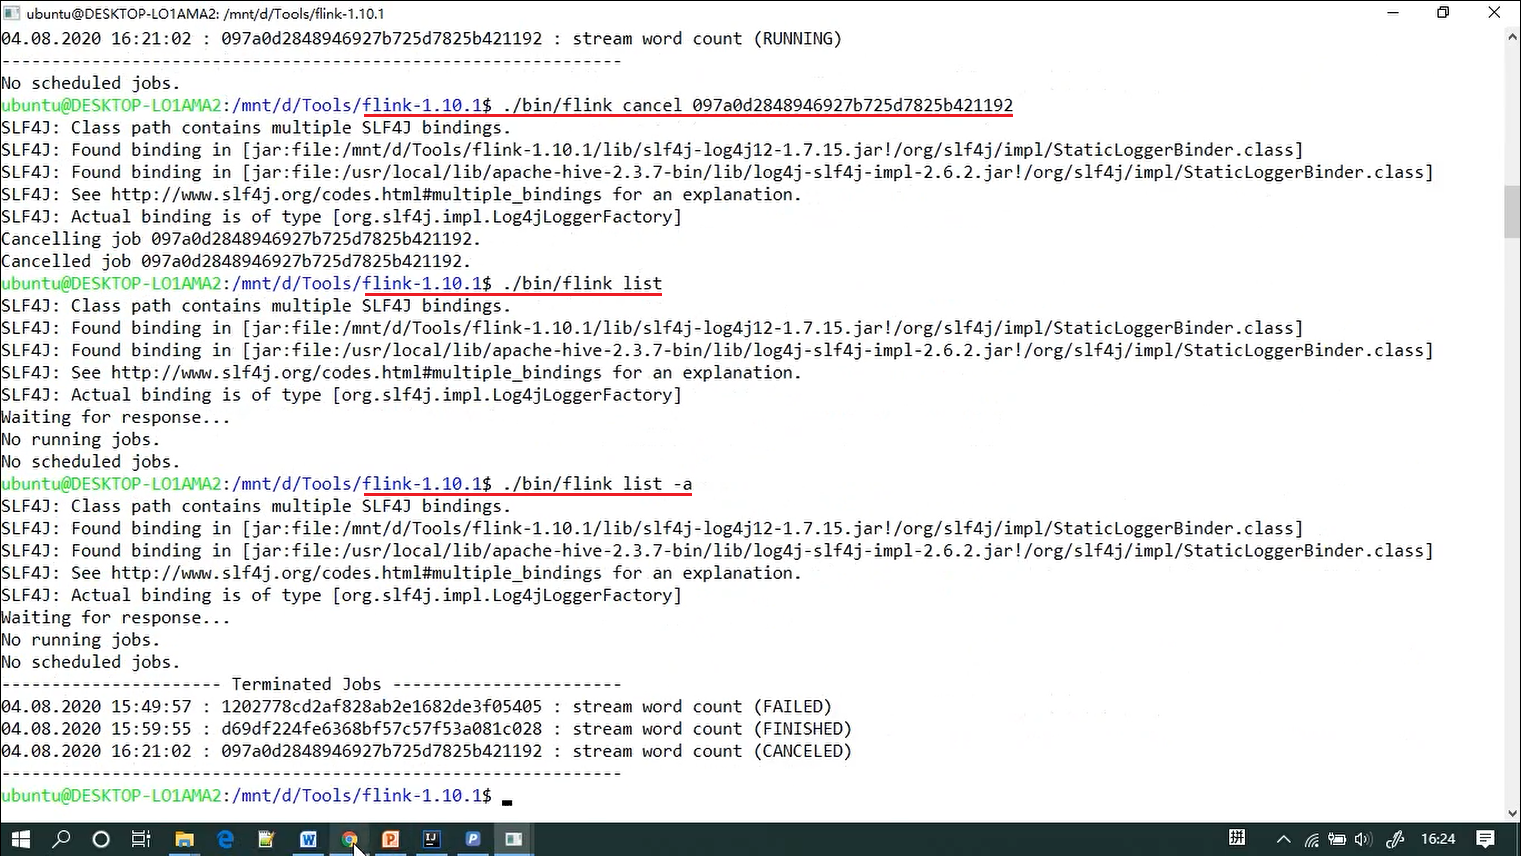 ubuntu@DESKTOP-LO1AMA2: /mnt/d/Tools/flink-1.10.1
04.08.2020 16:21:02 : 097a0d2848946927b725d7825b421192 : stream word count (RUNNING)
--------------------------------------------------------------
No scheduled jobs.
ubuntu@DESKTOP-LO1AMA2:/mnt/d/Tools/flink-1.10.1$ ./bin/flink cancel 097a0d2848946927b725d7825b421192
SLF4J: Class path contains multiple SLF4J bindings.
SLF4J: Found binding in [jar:file:/mnt/d/Tools/flink-1.10.1/lib/slf4j-log4j12-1.7.15.jar!/org/slf4j/impl/StaticLoggerBinder.class]
SLF4J: Found binding in [jar:file:/usr/local/lib/apache-hive-2.3.7-bin/lib/log4j-slf4j-impl-2.6.2.jar!/org/slf4j/impl/StaticLoggerBinder.class]
SLF4J: See http://www.slf4j.org/codes.html#multiple_bindings for an explanation.
SLF4J: Actual binding is of type [org.slf4j.impl.Log4jLoggerFactory]
Cancelling job 097a0d2848946927b725d7825b421192.
Cancelled job 097a0d2848946927b725d7825b421192.
ubuntu@DESKTOP-LO1AMA2:/mnt/d/Tools/flink-1.10.1$ ./bin/flink list
SLF4J: Class path contains multiple SLF4J bindings.
SLF4J: Found binding in [jar:file:/mnt/d/Tools/flink-1.10.1/lib/slf4j-log4j12-1.7.15.jar!/org/slf4j/impl/StaticLoggerBinder.class]
SLF4J: Found binding in [jar:file:/usr/local/lib/apache-hive-2.3.7-bin/lib/log4j-slf4j-impl-2.6.2.jar!/org/slf4j/impl/StaticLoggerBinder.class]
SLF4J: See http://www.slf4j.org/codes.html#multiple_bindings for an explanation.
SLF4J: Actual binding is of type [org.slf4j.impl.Log4jLoggerFactory]
Waiting for response...
No running jobs.
No scheduled jobs.
ubuntu@DESKTOP-LO1AMA2:/mnt/d/Tools/flink-1.10.1$ ./bin/flink list -a
SLF4J: Class path contains multiple SLF4J bindings.
SLF4J: Found binding in [jar:file:/mnt/d/Tools/flink-1.10.1/lib/slf4j-log4j12-1.7.15.jar!/org/slf4j/impl/StaticLoggerBinder.class]
SLF4J: Found binding in [jar:file:/usr/local/lib/apache-hive-2.3.7-bin/lib/log4j-slf4j-impl-2.6.2.jar!/org/slf4j/impl/StaticLoggerBinder.class]
SLF4J: See http://www.slf4j.org/codes.html#multiple_bindings for an explanation.
SLF4J: Actual binding is of type [org.slf4j.impl.Log4jLoggerFactory]
Waiting for response...
No running jobs.
No scheduled jobs.
---------------------- Terminated Jobs -----------------------
04.08.2020 15:49:57 : 1202778cd2af828ab2e1682de3f05405 : stream word count (FAILED)
04.08.2020 15:59:55 : d69df224fe6368bf57c57f53a081c028 : stream word count (FINISHED)
04.08.2020 16:21:02 : 097a0d2848946927b725d7825b421192 : stream word count (CANCELED)
--------------------------------------------------------------
ubuntu@DESKTOP-LO1AMA2:/mnt/d/Tools/flink-1.10.1$
拼 16:24